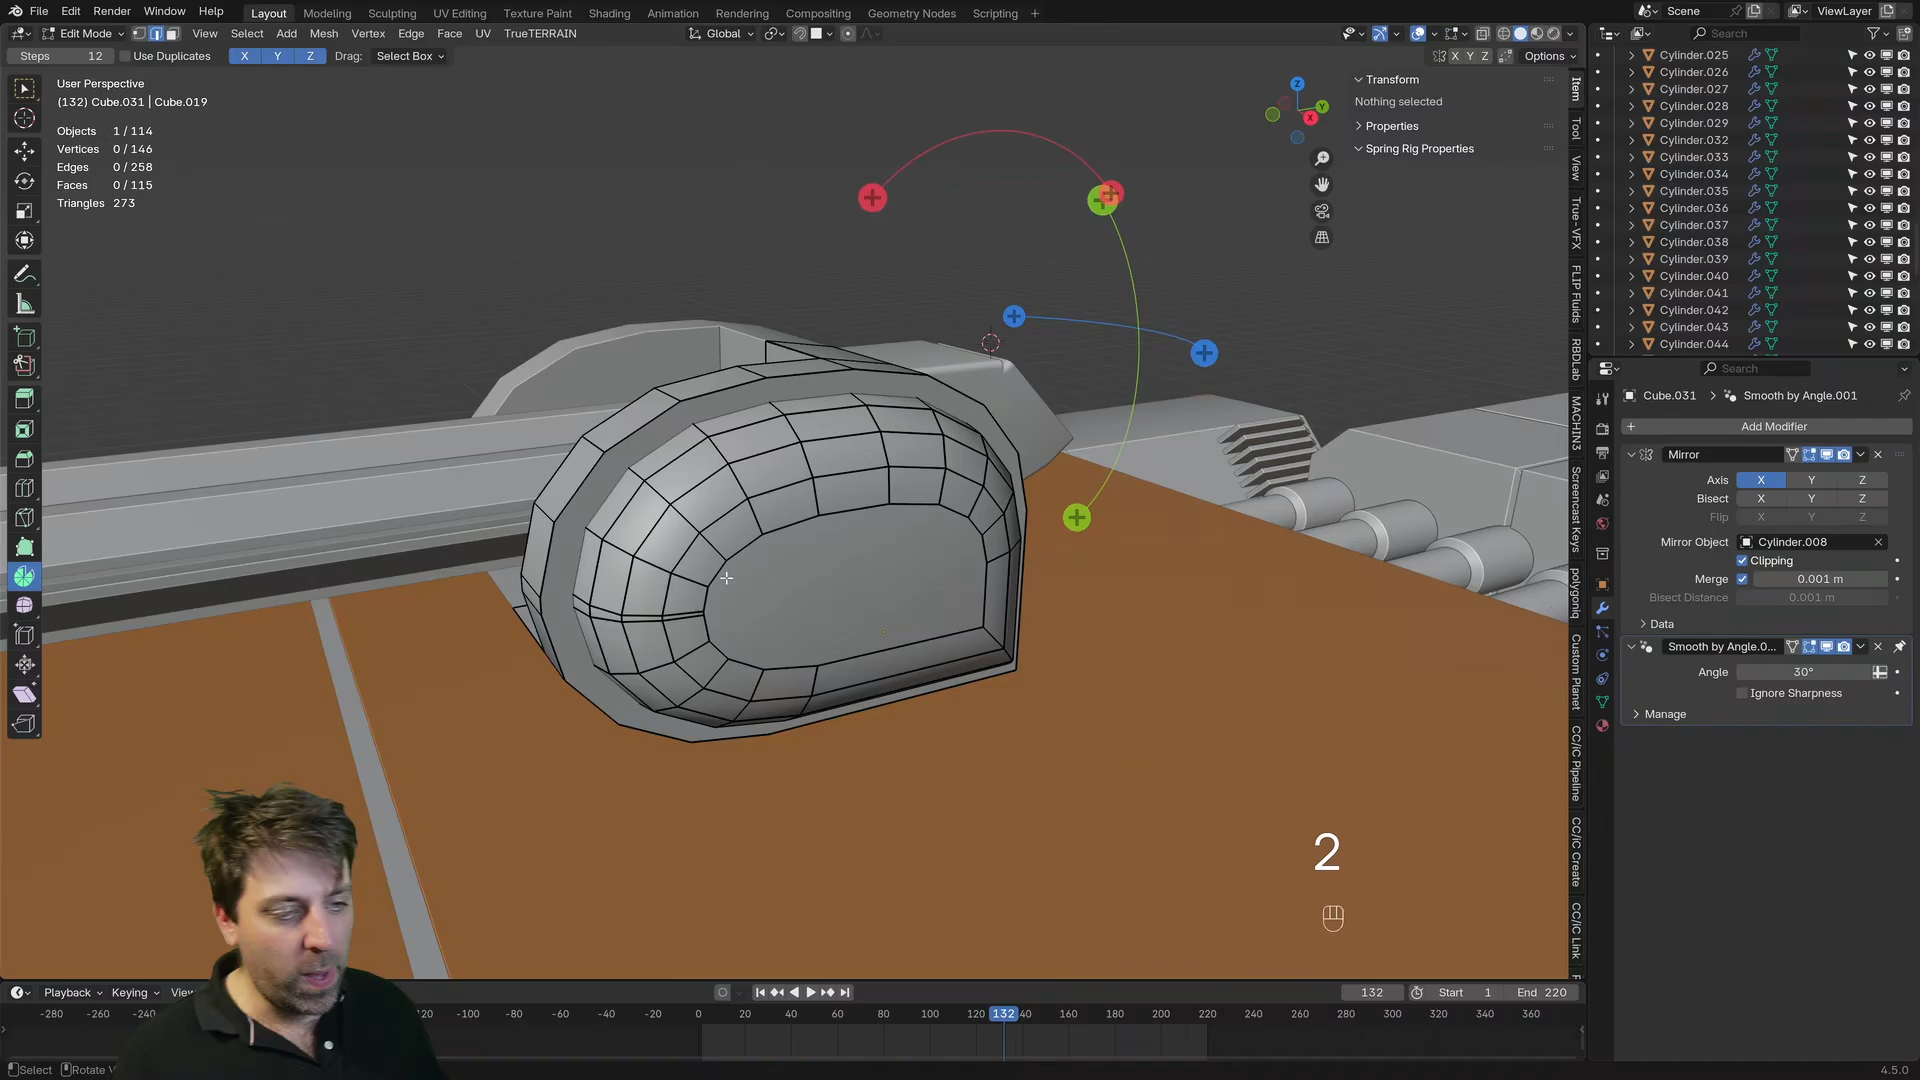 File Edit Render Window Help Layout Modeling Sculpting UV Editing Texture Paint Shading Animation Rendering Compositing Geometry Nodes Scripting + Scene ViewLayer
Edit Mode View Select Add Mesh Vertex Edge Face UV TrueTERRAIN Global Search
Steps 12 Use Duplicates X Y Z Drag: Select Box X Y Z Options
User Perspective
(132) Cube.031 | Cube.019
Objects 1 / 114
Vertices 0 / 146
Edges 0 / 258
Faces 0 / 115
Triangles 273
Z
Y
X
Transform
Nothing selected
Properties
Spring Rig Properties
Item
Tool
View
True-VFX
FLIP Fluids
RBDLab
MACHIN3
Screencast Keys
polygoniq
Custom Planet
CC/iC Pipeline
CC/iC Create
CC/iC Link
Cylinder.025
Cylinder.026
Cylinder.027
Cylinder.028
Cylinder.029
Cylinder.032
Cylinder.033
Cylinder.034
Cylinder.035
Cylinder.036
Cylinder.037
Cylinder.038
Cylinder.039
Cylinder.040
Cylinder.041
Cylinder.042
Cylinder.043
Cylinder.044
Search
Cube.031 > Smooth by Angle.001
+ Add Modifier
Mirror
Axis X Y Z
Bisect X Y Z
Flip X Y Z
Mirror Object Cylinder.008
Clipping
Merge 0.001 m
Bisect Distance 0.001 m
Data
Smooth by Angle.0...
Angle 30°
Ignore Sharpness
Manage
2
Playback Keying 132 Start 1 End 220
-280 -260 -240 -120 -100 -80 -60 -40 -20 0 20 40 60 80 100 120 132 160 180 200 220 240 260 280 300 320 340 360
Select 4.5.0